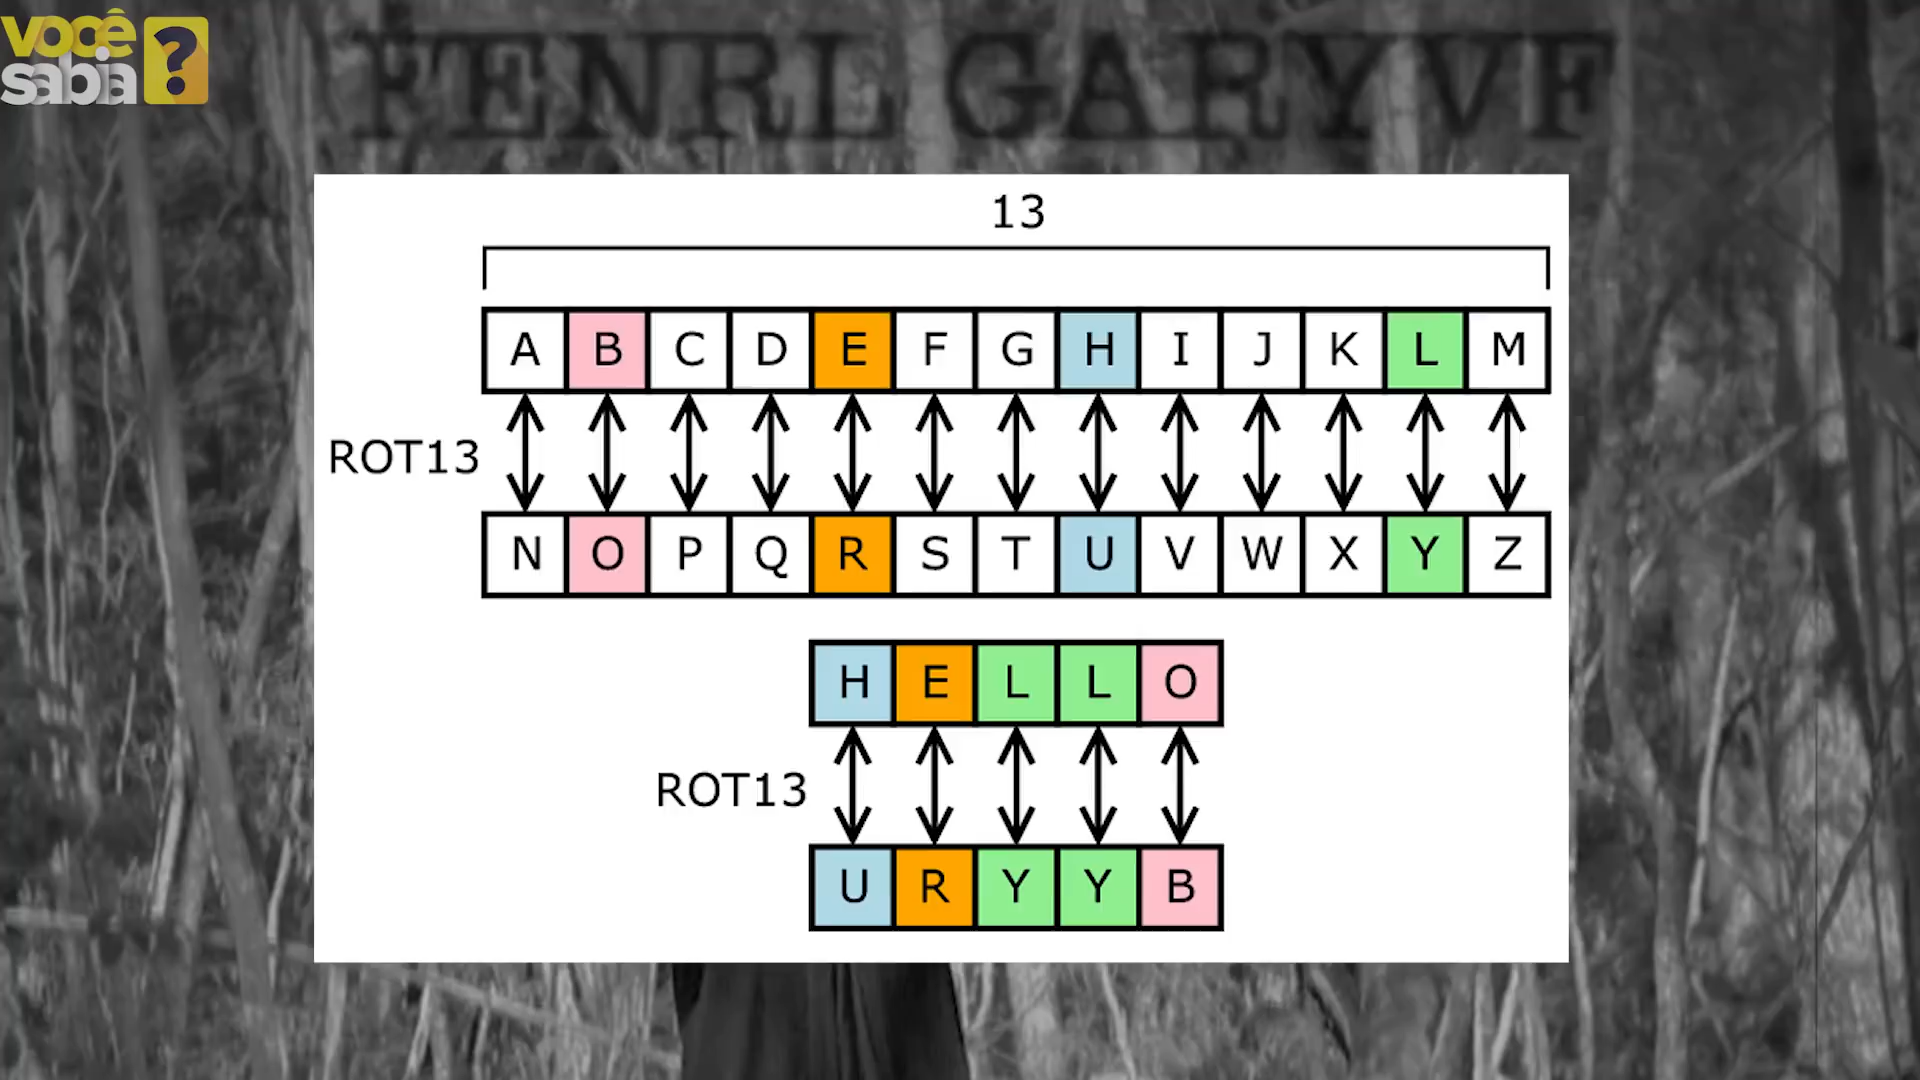 você
sabia ?
FENRL GARYVF
13
A B C D E F G H I J K L M
ROT13
N O P Q R S T U V W X Y Z
H E L L O
ROT13
U R Y Y B